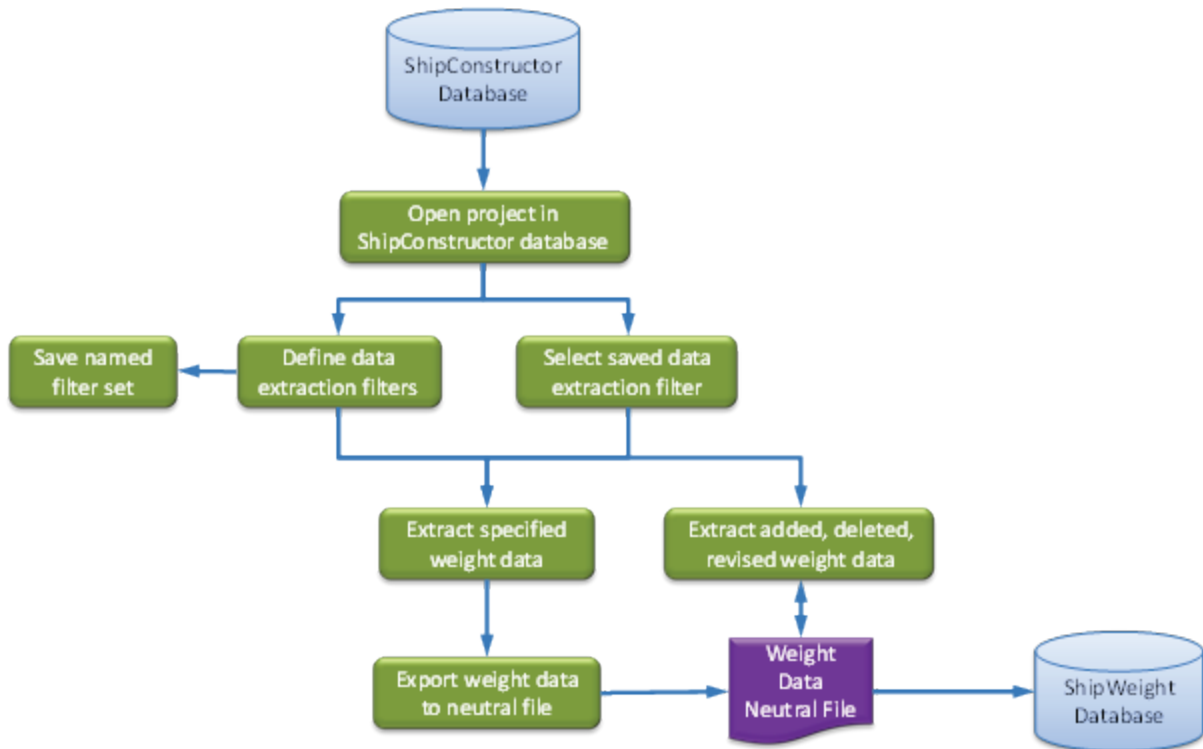 ShipConstructor
Database
Open project in
ShipConstructor database
Save named
filter set
Define data
extraction filters
Select saved data
extraction filter
Extract specified
weight data
Extract added, deleted,
revised weight data
Export weight data
to neutral file
Weight
Data
Neutral File
ShipWeight
Database